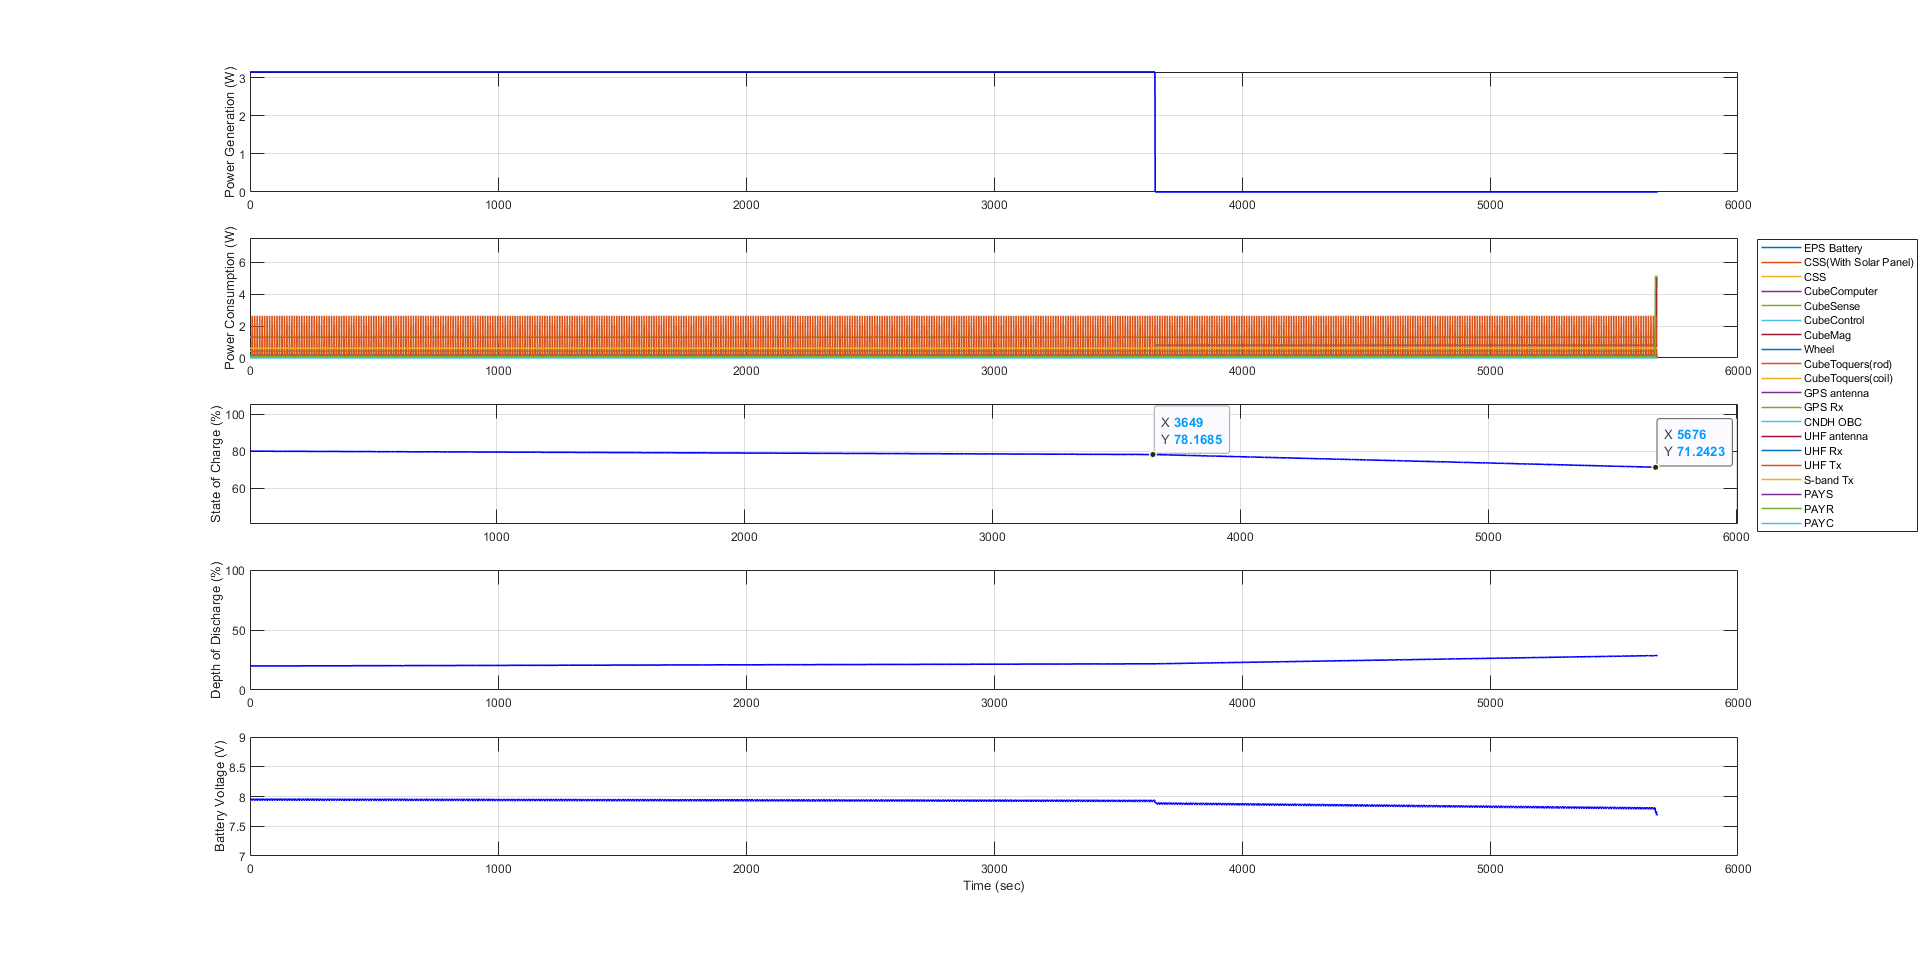 Power Generation (W)
3
2
1
0
0 1000 2000 3000 4000 5000 6000
Power Consumption (W)
6
4
2
0
0 1000 2000 3000 4000 5000 6000
EPS Battery
CSS(With Solar Panel)
CSS
CubeComputer
CubeSense
CubeControl
CubeMag
Wheel
CubeToquers(rod)
CubeToquers(coil)
GPS antenna
GPS Rx
CNDH OBC
UHF antenna
UHF Rx
UHF Tx
S-band Tx
PAYS
PAYR
PAYC
State of Charge (%)
100
80
60
X 3649
Y 78.1685
X 5676
Y 71.2423
1000 2000 3000 4000 5000 6000
Depth of Discharge (%)
100
50
0
0 1000 2000 3000 4000 5000 6000
Battery Voltage (V)
9
8.5
8
7.5
7
0 1000 2000 3000 4000 5000 6000
Time (sec)